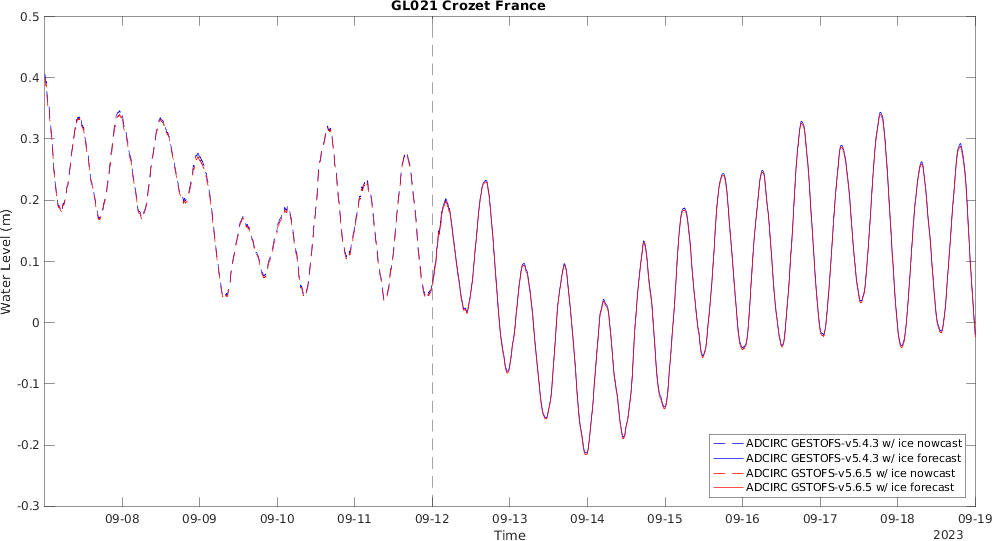 GL021 Crozet France
0.5
0.4
0.3
0.2
0.1
0
-0.1
-0.2
-0.3
Water Level (m)
ADCIRC GESTOFS-v5.4.3 w/ ice nowcast
ADCIRC GESTOFS-v5.4.3 w/ ice forecast
ADCIRC GSTOFS-v5.6.5 w/ ice nowcast
ADCIRC GSTOFS-v5.6.5 w/ ice forecast
09-08 09-09 09-10 09-11 09-12 09-13 09-14 09-15 09-16 09-17 09-18 09-19
Time
2023